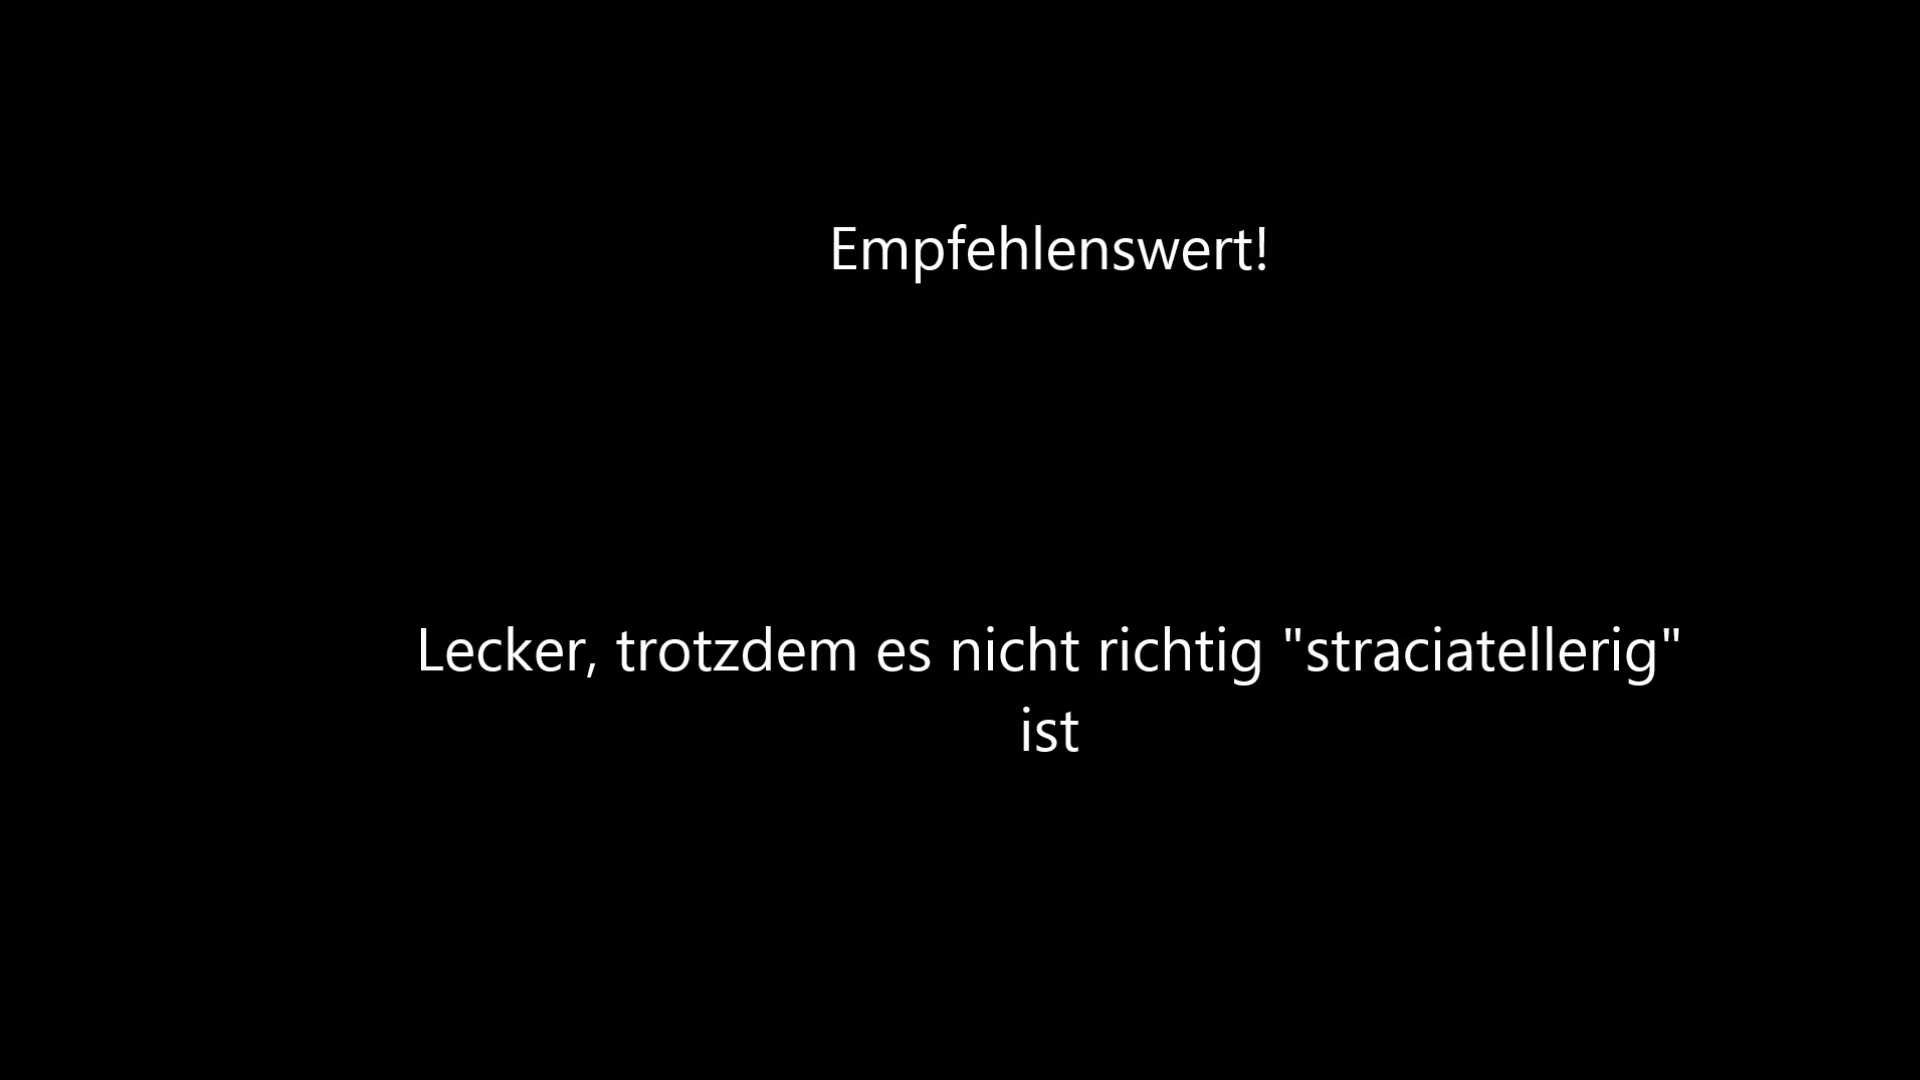 Empfehlenswert!
Lecker, trotzdem es nicht richtig "straciatellerig"
ist